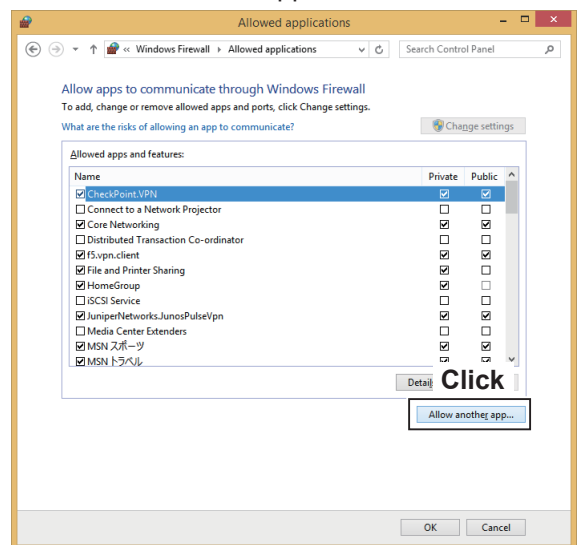 Allowed applications
« Windows Firewall › Allowed applications
Search Control Panel
Allow apps to communicate through Windows Firewall
To add, change or remove allowed apps and ports, click Change settings.
What are the risks of allowing an app to communicate?
Change settings
Allowed apps and features:
Name Private Public
CheckPoint.VPN
Connect to a Network Projector
Core Networking
Distributed Transaction Co-ordinator
f5.vpn.client
File and Printer Sharing
HomeGroup
iSCSI Service
JuniperNetworks.JunosPulseVpn
Media Center Extenders
MSN スポーツ
MSN トラベル
Click
Allow another app...
OK Cancel